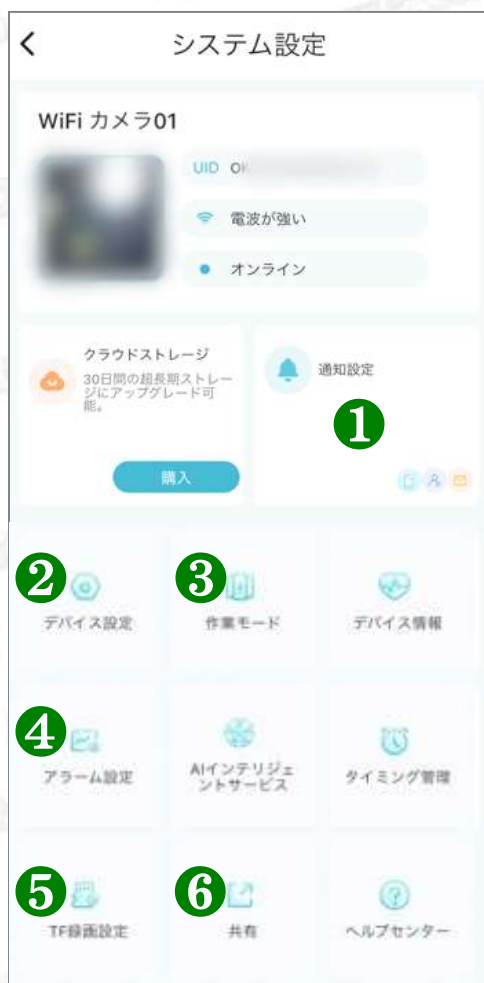 システム設定
WiFi カメラ01
UID
電波が強い
オンライン
クラウドストレージ
30日間の超長期ストレー
ジにアップグレード可
能。
購入
通知設定
❶
❷
デバイス設定
❸
作業モード
デバイス情報
❹
アラーム設定
AIインテリジェ
ントサービス
タイミング管理
❺
TF録画設定
❻
共有
ヘルプセンター